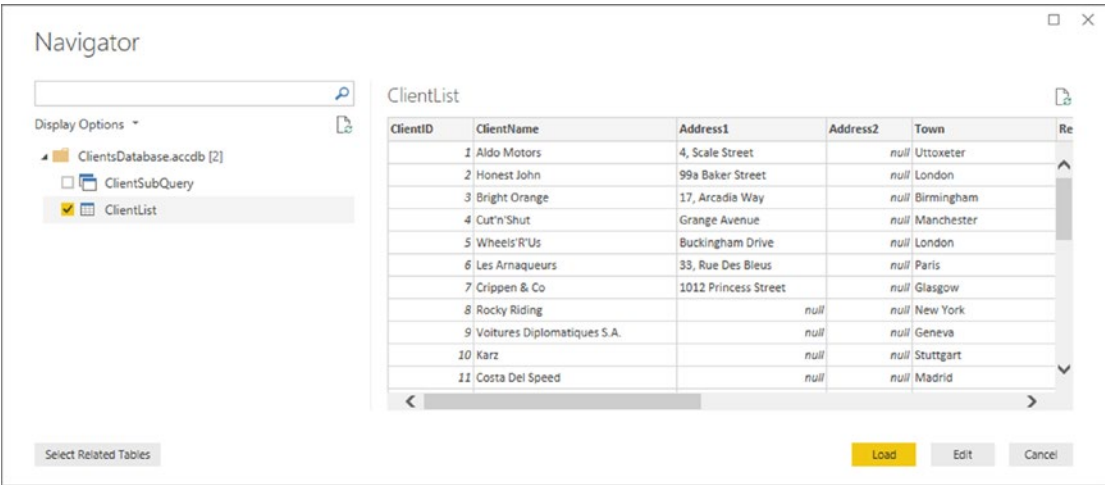 Navigator
Display Options
ClientsDatabase.accdb [2]
ClientSubQuery
ClientList
ClientList
ClientID ClientName Address1 Address2 Town Re
1 Aldo Motors 4, Scale Street null Uttoxeter
2 Honest John 99a Baker Street null London
3 Bright Orange 17, Arcadia Way null Birmingham
4 Cut'n'Shut Grange Avenue null Manchester
5 Wheels'R'Us Buckingham Drive null London
6 Les Arnaqueurs 33, Rue Des Bleus null Paris
7 Crippen & Co 1012 Princess Street null Glasgow
8 Rocky Riding null null New York
9 Voitures Diplomatiques S.A. null null Geneva
10 Karz null null Stuttgart
11 Costa Del Speed null null Madrid
Select Related Tables
Load Edit Cancel